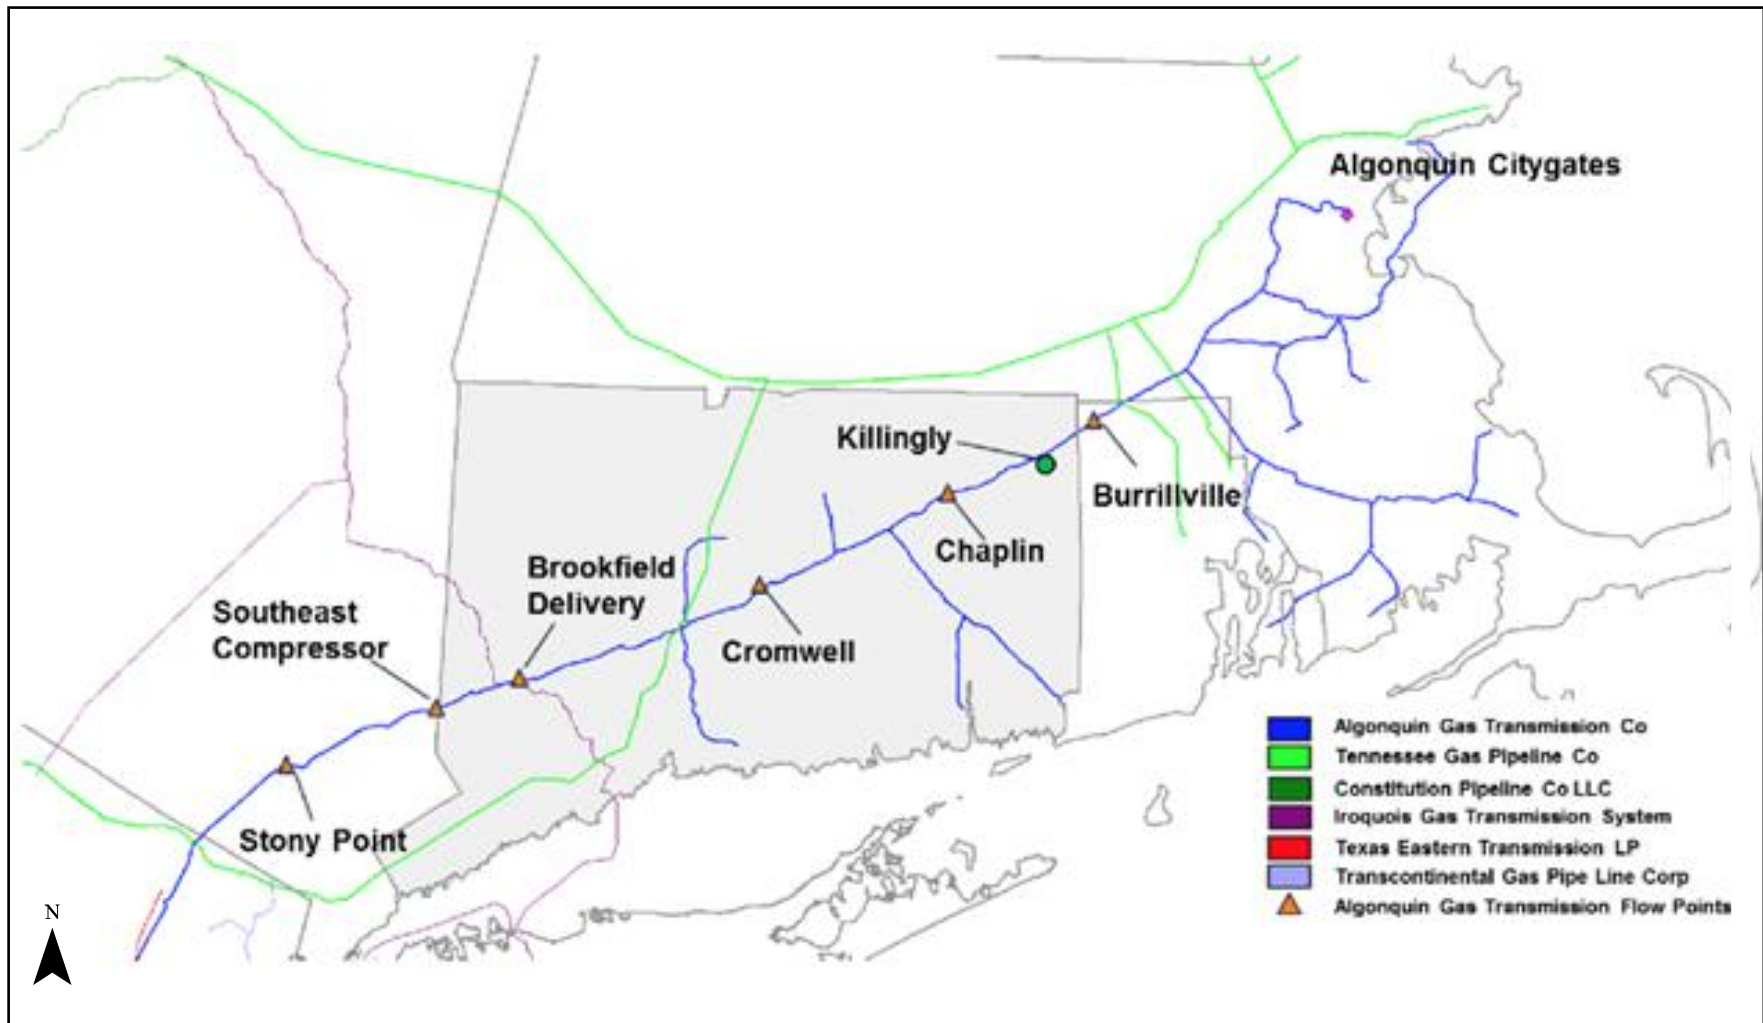 Algonquin Citygates
Killingly
Burrillville
Chaplin
Brookfield
Delivery
Southeast
Compressor
Cromwell
Stony Point
Algonquin Gas Transmission Co
Tennessee Gas Pipeline Co
Constitution Pipeline Co LLC
Iroquois Gas Transmission System
Texas Eastern Transmission LP
Transcontinental Gas Pipe Line Corp
Algonquin Gas Transmission Flow Points
N